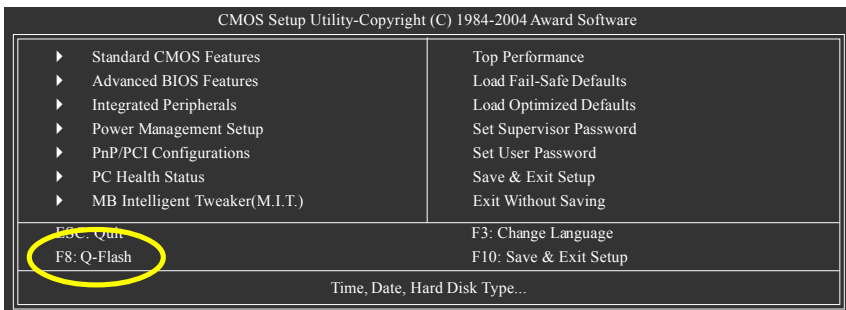 CMOS Setup Utility-Copyright (C) 1984-2004 Award Software
Standard CMOS Features
Advanced BIOS Features
Integrated Peripherals
Power Management Setup
PnP/PCI Configurations
PC Health Status
MB Intelligent Tweaker(M.I.T.)
Top Performance
Load Fail-Safe Defaults
Load Optimized Defaults
Set Supervisor Password
Set User Password
Save & Exit Setup
Exit Without Saving
ESC: Quit
F8: Q-Flash
F3: Change Language
F10: Save & Exit Setup
Time, Date, Hard Disk Type...